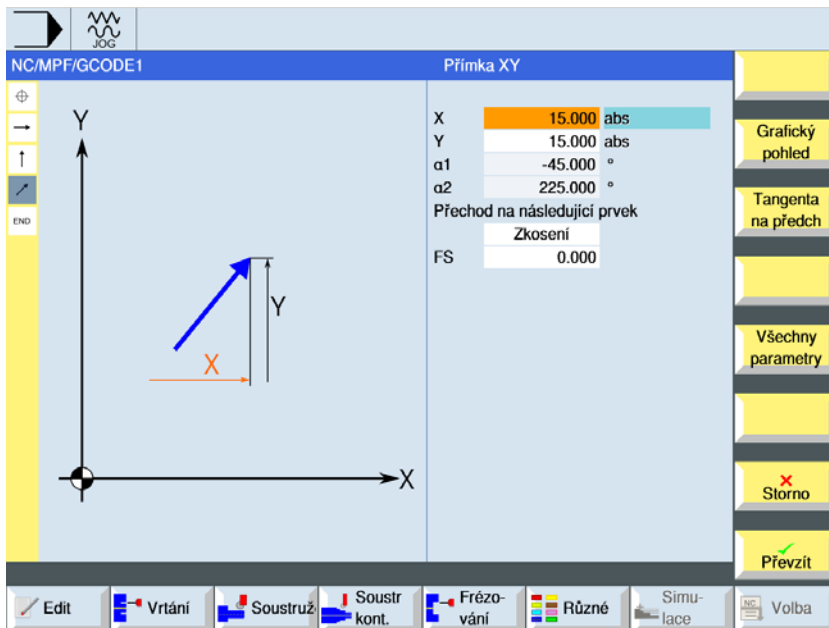 JOG
NC/MPF/GCODE1
Přímka XY
END
Y
X
Y
X
X 15.000 abs
Y 15.000 abs
α1 -45.000 °
α2 225.000 °
Přechod na následující prvek
Zkosení
FS 0.000
Grafický
pohled
Tangenta
na předch
Všechny
parametry
Storno
Převzít
Edit
Vrtání
Soustruž
Soustr
kont.
Frézo-
vání
Různé
Simu-
lace
NC
Volba